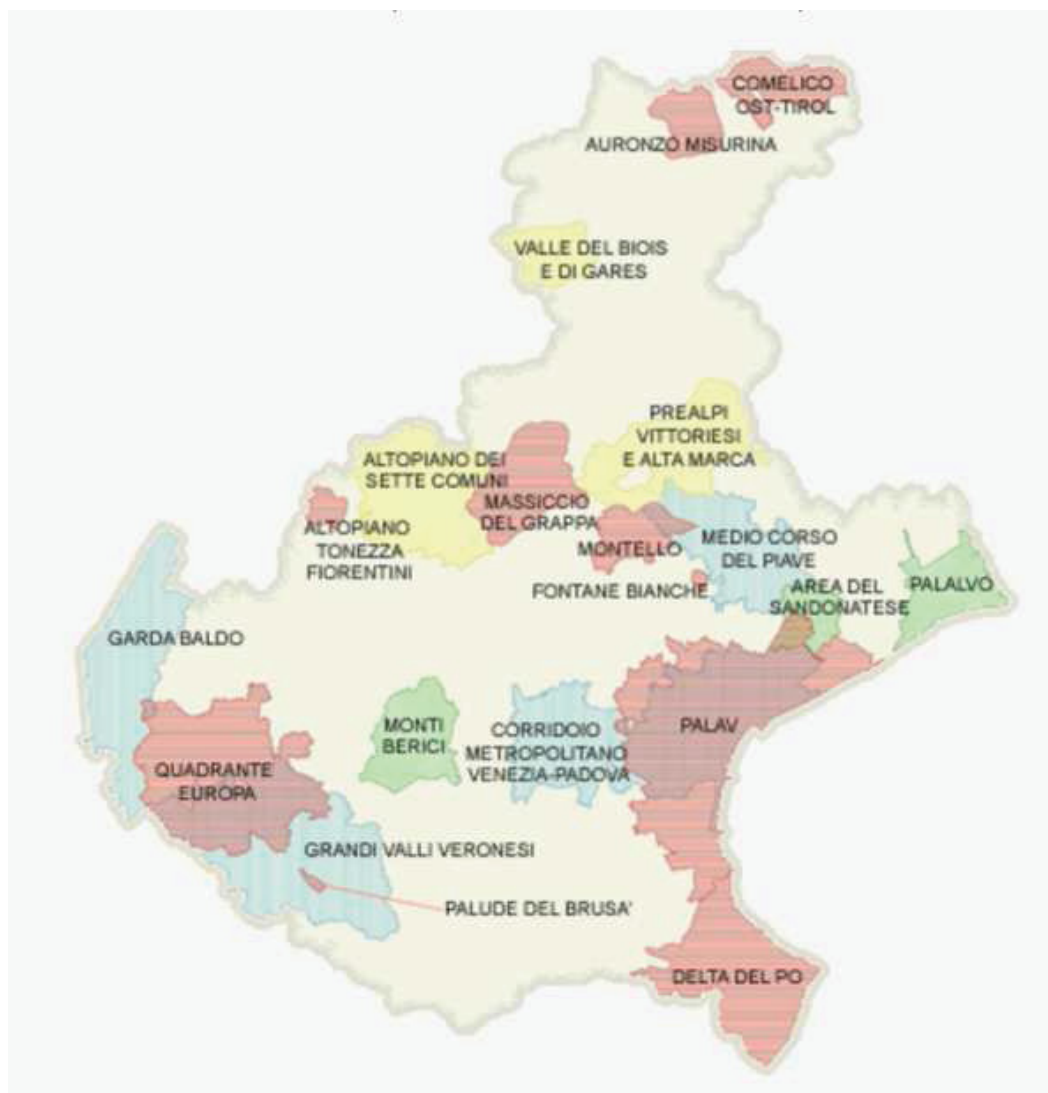 COMELICO
OST-TIROL
AURONZO MISURINA
VALLE DEL BIOIS
E DI GARES
PREALPI
VITTORIESI
E ALTA MARCA
ALTOPIANO DEI
SETTE COMUNI
MASSICCIO
DEL GRAPPA
ALTOPIANO
TONEZZA
FIORENTINI
MONTELLO
MEDIO CORSO
DEL PIAVE
FONTANE BIANCHE
AREA DEL
SANDONATESE
PALALVO
GARDA BALDO
MONTI
BERICI
CORRIDOIO
METROPOLITANO
VENEZIA-PADOVA
PALAV
QUADRANTE
EUROPA
GRANDI VALLI VERONESI
PALUDE DEL BRUSA'
DELTA DEL PO